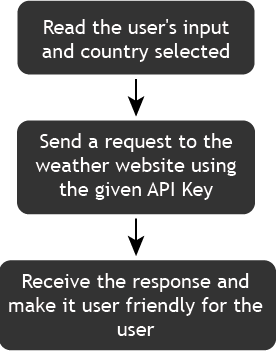 Read the user's input
and country selected
Send a request to the
weather website using
the given API Key
Receive the response and
make it user friendly for the
user